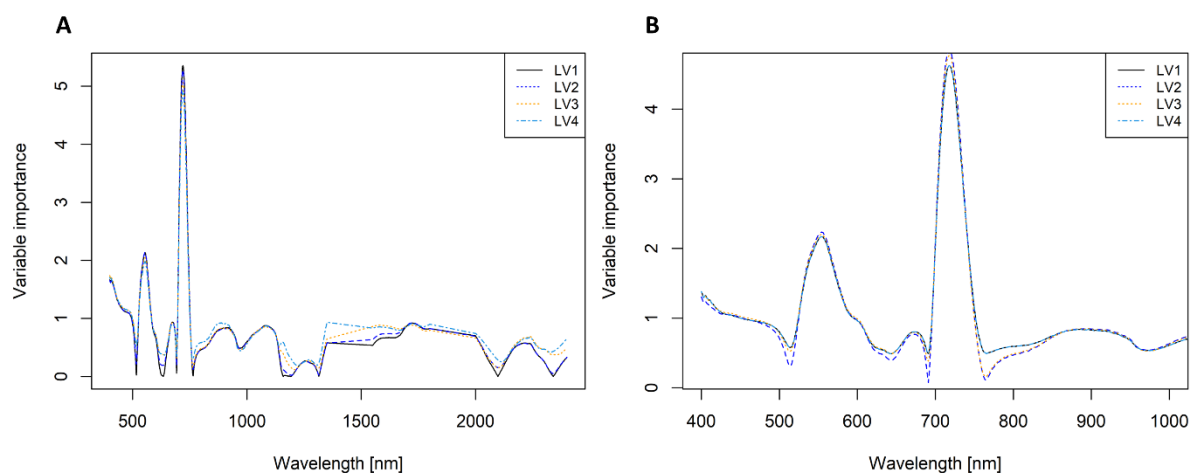 A
B
LV1
LV2
LV3
LV4
LV1
LV2
LV3
LV4
Variable importance
Variable importance
5
4
3
2
1
0
4
3
2
1
0
500 1000 1500 2000
400 500 600 700 800 900 1000
Wavelength [nm]
Wavelength [nm]